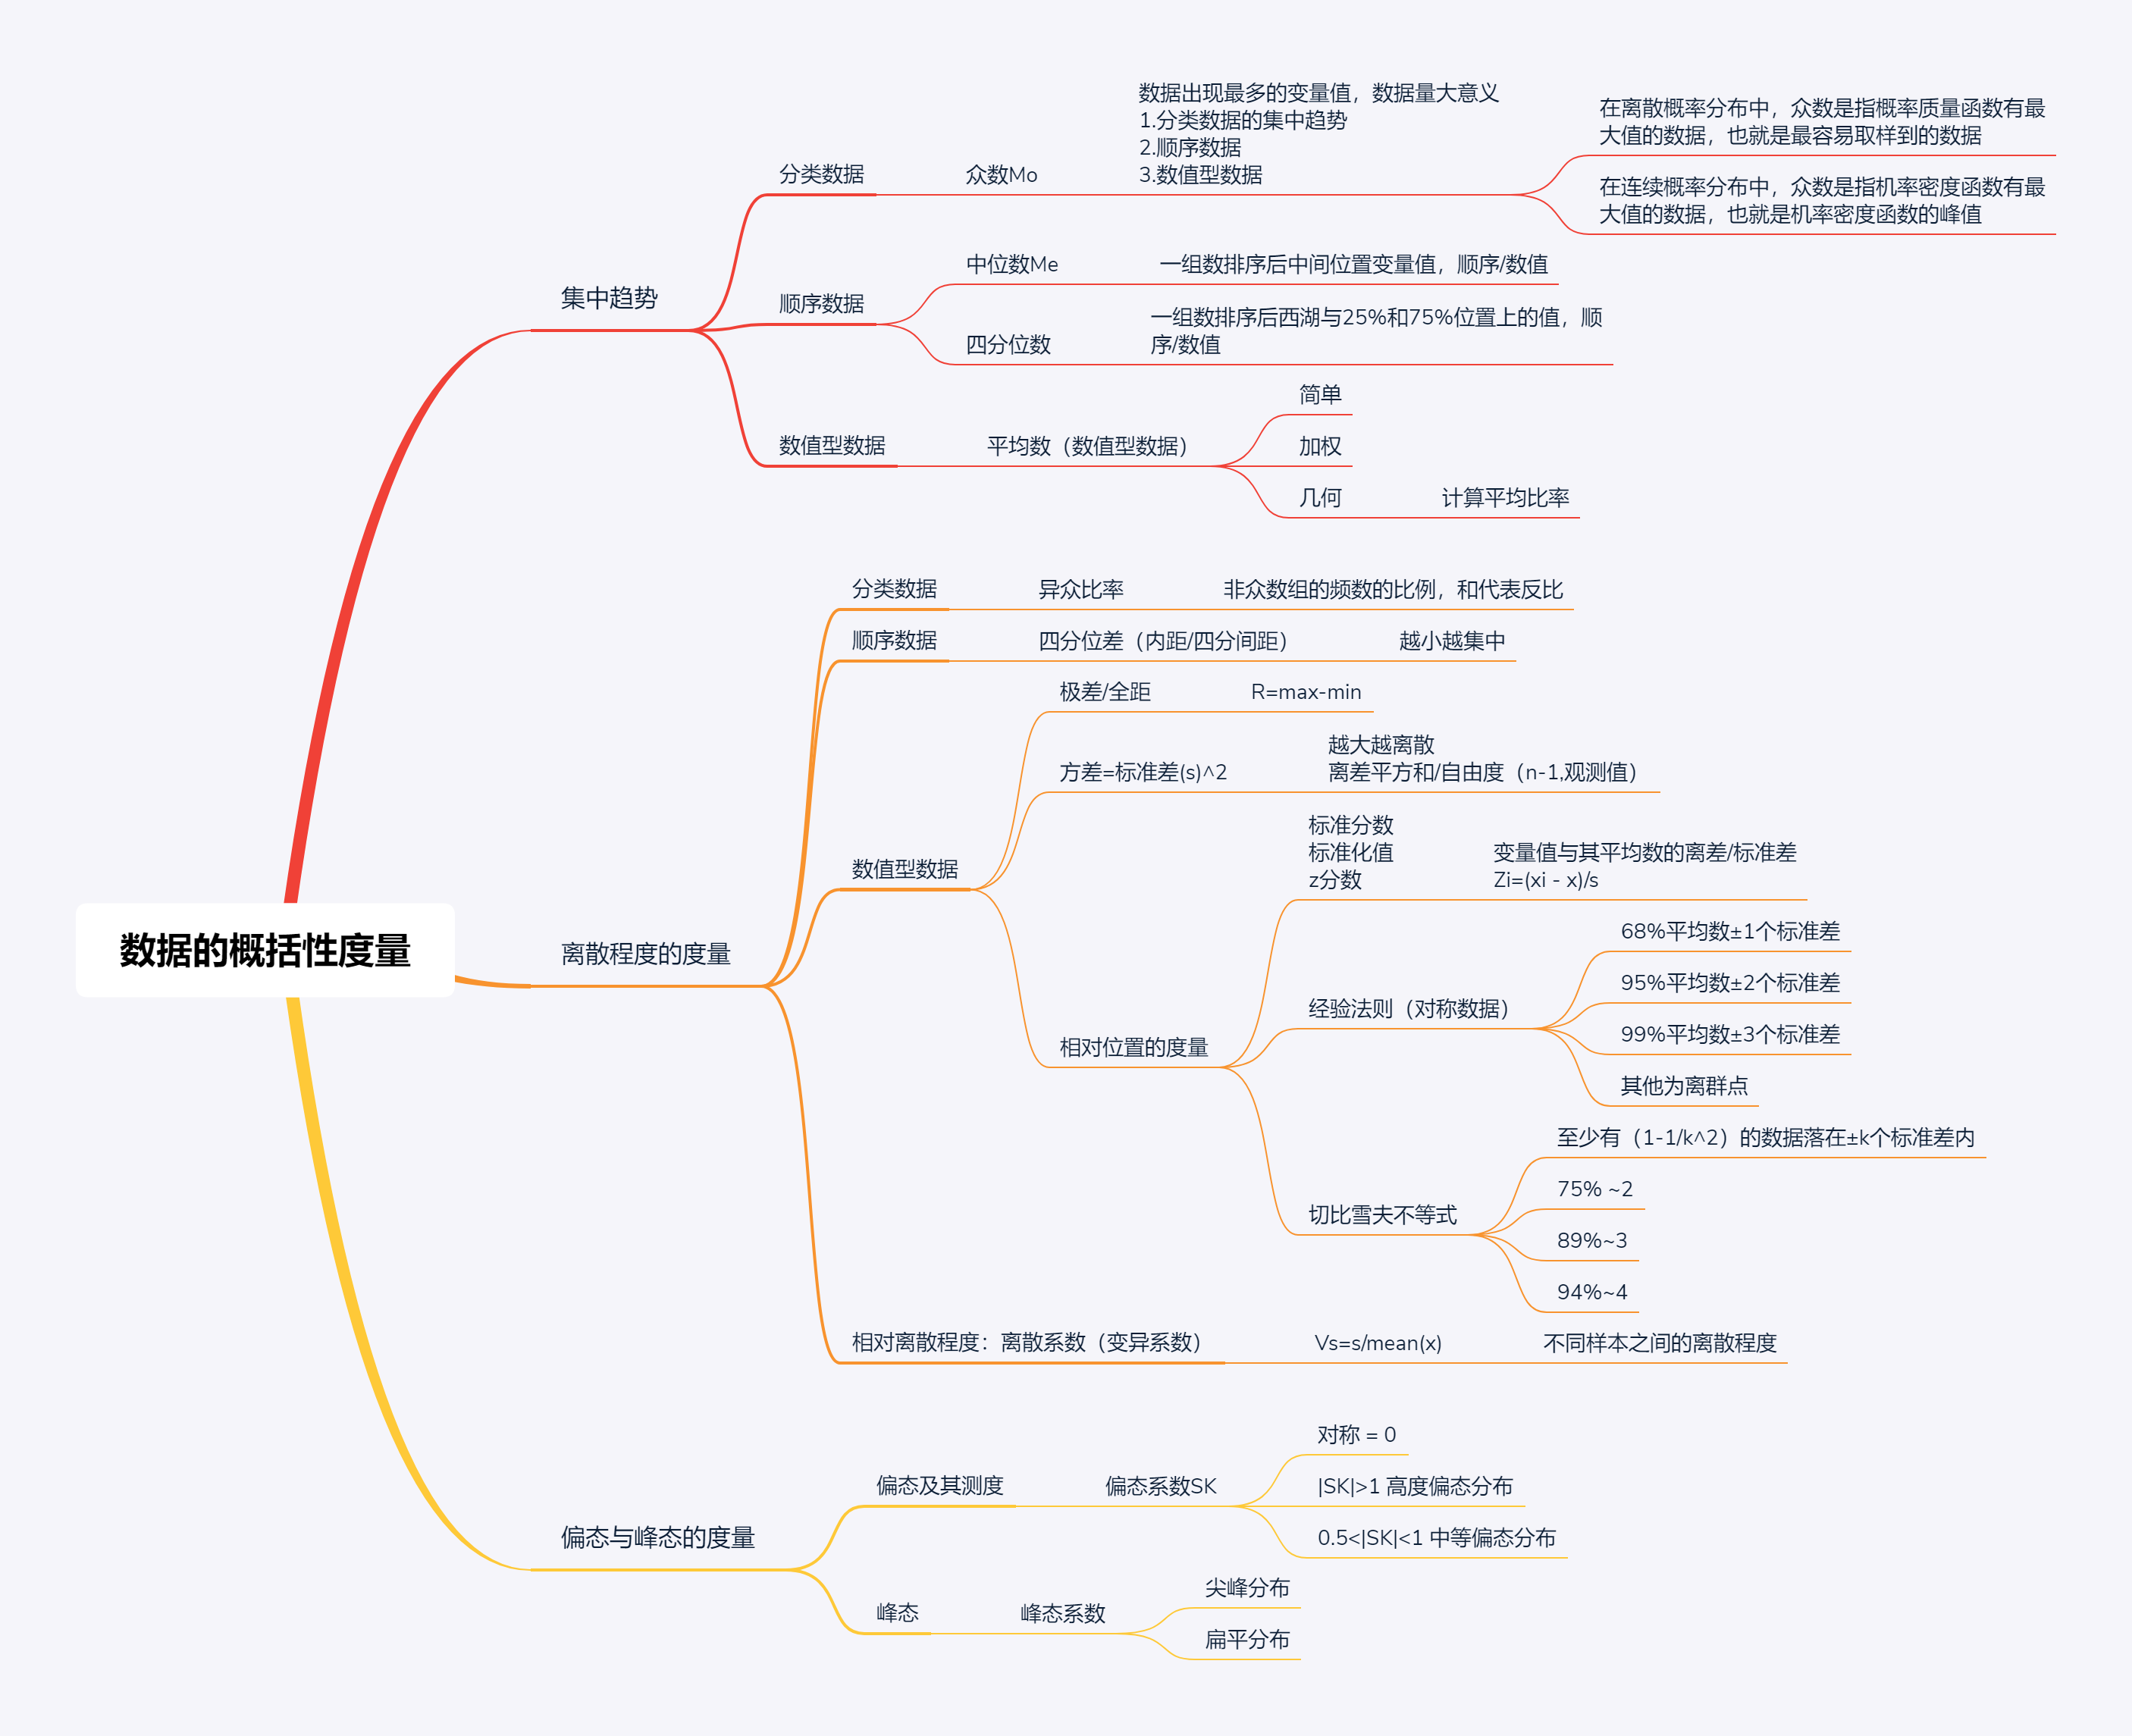 数据的概括性度量
集中趋势
分类数据
众数Mo
数据出现最多的变量值，数据量大意义
1.分类数据的集中趋势
2.顺序数据
3.数值型数据
在离散概率分布中，众数是指概率质量函数有最
大值的数据，也就是最容易取样到的数据
在连续概率分布中，众数是指机率密度函数有最
大值的数据，也就是机率密度函数的峰值
顺序数据
中位数Me
一组数排序后中间位置变量值，顺序/数值
四分位数
一组数排序后西湖与25%和75%位置上的值，顺
序/数值
数值型数据
平均数（数值型数据）
简单
加权
几何
计算平均比率
离散程度的度量
分类数据
异众比率
非众数组的频数的比例，和代表反比
顺序数据
四分位差（内距/四分间距）
越小越集中
数值型数据
极差/全距
R=max-min
方差=标准差(s)^2
越大越离散
离差平方和/自由度（n-1,观测值）
相对位置的度量
标准分数
标准化值
z分数
变量值与其平均数的离差/标准差
Zi=(xi - x)/s
经验法则（对称数据）
68%平均数±1个标准差
95%平均数±2个标准差
99%平均数±3个标准差
其他为离群点
切比雪夫不等式
至少有（1-1/k^2）的数据落在±k个标准差内
75% ~2
89%~3
94%~4
相对离散程度：离散系数（变异系数）
Vs=s/mean(x)
不同样本之间的离散程度
偏态与峰态的度量
偏态及其测度
偏态系数SK
对称 = 0
|SK|>1 高度偏态分布
0.5<|SK|<1 中等偏态分布
峰态
峰态系数
尖峰分布
扁平分布